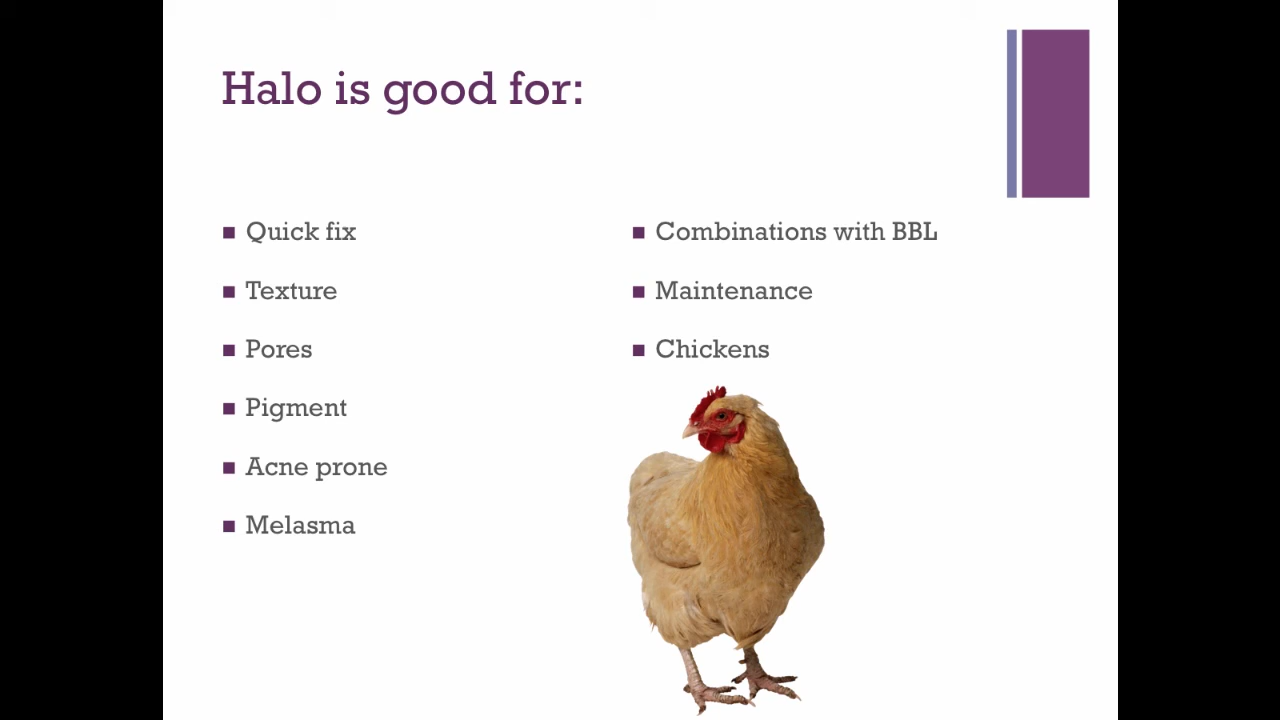 Halo is good for:
Quick fix
Texture
Pores
Pigment
Acne prone
Melasma
Combinations with BBL
Maintenance
Chickens